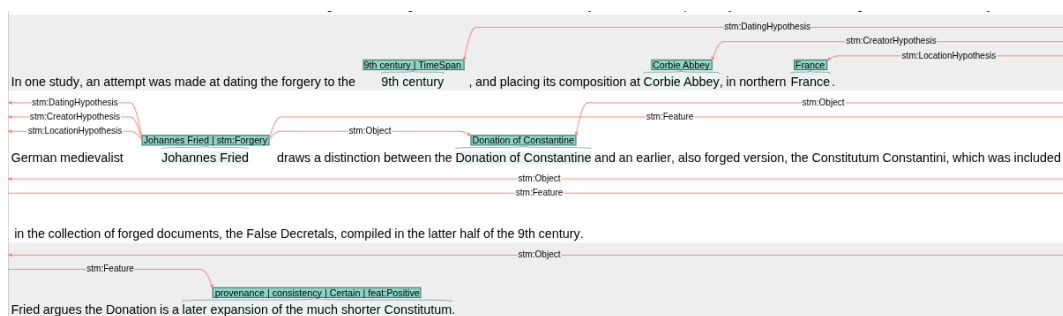 stm:DatingHypothesis
stm:CreatorHypothesis
stm:LocationHypothesis
9th century | TimeSpan
Corbie Abbey
France
In one study, an attempt was made at dating the forgery to the 9th century , and placing its composition at Corbie Abbey, in northern France.
stm:DatingHypothesis
stm:Object
stm:CreatorHypothesis
stm:Feature
stm:LocationHypothesis
stm:Object
Johannes Fried | stm:Forgery
Donation of Constantine
German medievalist Johannes Fried draws a distinction between the Donation of Constantine and an earlier, also forged version, the Constitutum Constantini, which was included
stm:Object
stm:Feature
in the collection of forged documents, the False Decretals, compiled in the latter half of the 9th century.
stm:Object
stm:Feature
provenance | consistency | Certain | feat:Positive
Fried argues the Donation is a later expansion of the much shorter Constitutum.